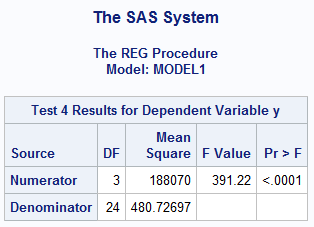 The SAS System
The REG Procedure
Model: MODEL1
Test 4 Results for Dependent Variable y
Source DF Mean Square F Value Pr > F
Numerator 3 188070 391.22 <.0001
Denominator 24 480.72697